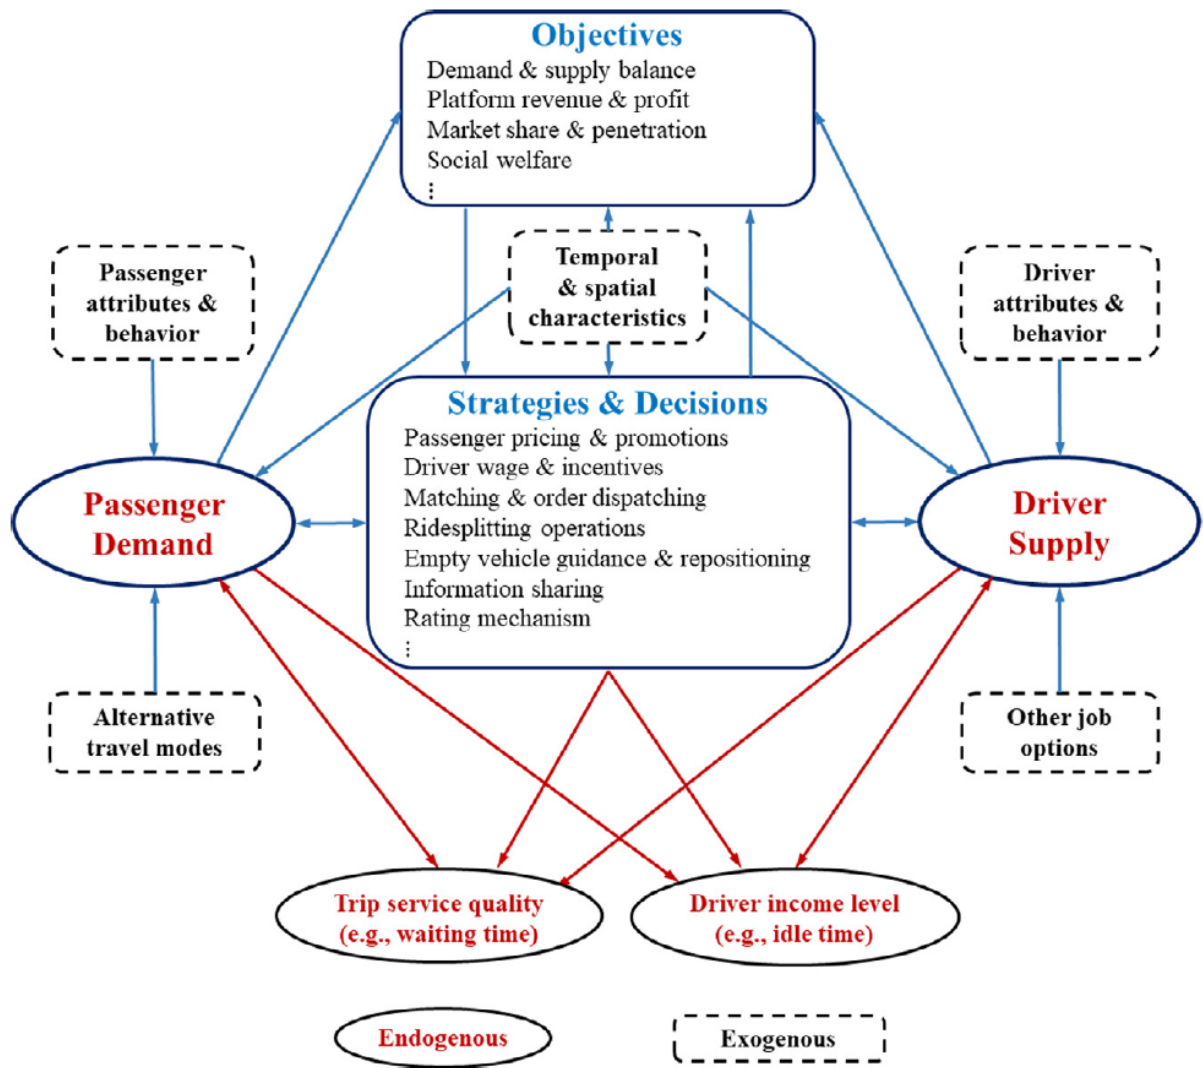 Objectives
Demand & supply balance
Platform revenue & profit
Market share & penetration
Social welfare
⋮
Passenger
attributes &
behavior
Temporal
& spatial
characteristics
Driver
attributes &
behavior
Strategies & Decisions
Passenger pricing & promotions
Driver wage & incentives
Matching & order dispatching
Ridesplitting operations
Empty vehicle guidance & repositioning
Information sharing
Rating mechanism
⋮
Passenger
Demand
Driver
Supply
Alternative
travel modes
Other job
options
Trip service quality
(e.g., waiting time)
Driver income level
(e.g., idle time)
Endogenous
Exogenous